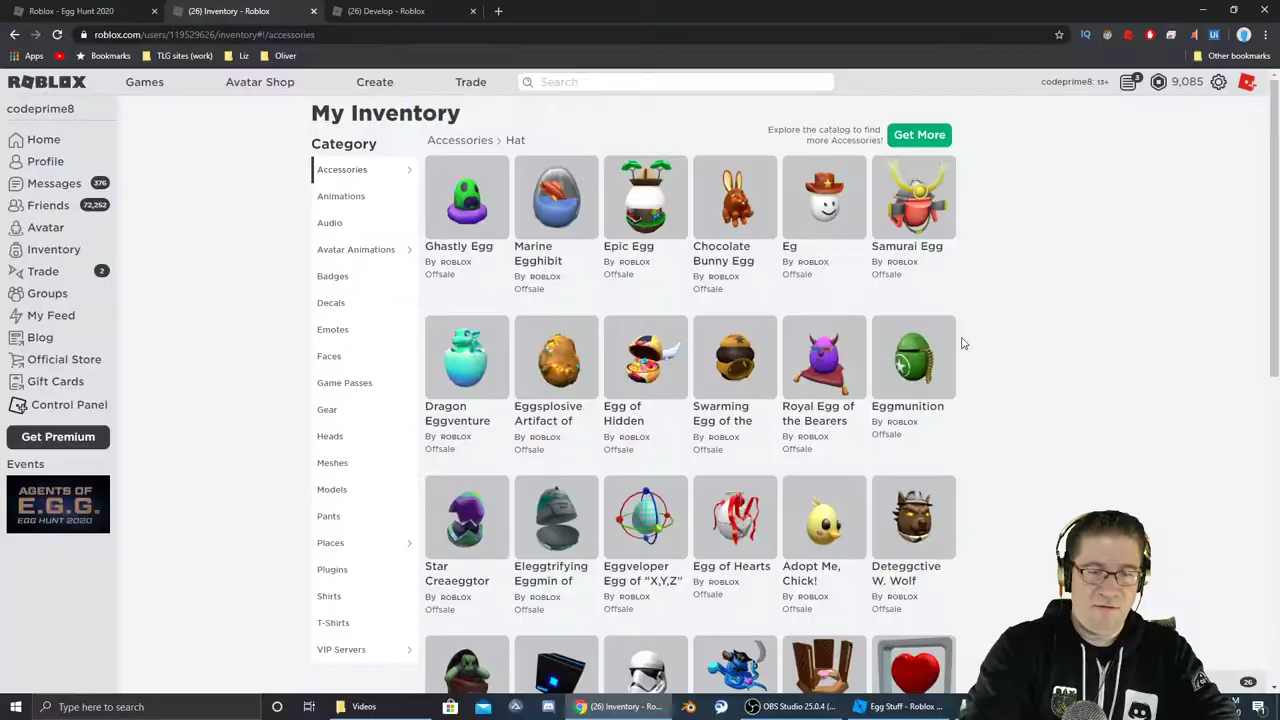 Roblox - Egg Hunt 2020
(26) Inventory - Roblox
(26) Develop - Roblox
roblox.com/users/119529626/inventory#!/accessories
Apps
Bookmarks
TLG sites (work)
Liz
Oliver
Other bookmarks
ROBLOX
Games
Avatar Shop
Create
Trade
Search
codeprime8: 13+
3
9,085
codeprime8
Home
Profile
Messages 376
Friends 72,252
Avatar
Inventory
Trade 2
Groups
My Feed
Blog
Official Store
Gift Cards
Control Panel
Get Premium
Events
AGENTS OF
E.G.G.
EGG HUNT 2020
My Inventory
Category
Accessories
Animations
Audio
Avatar Animations
Badges
Decals
Emotes
Faces
Game Passes
Gear
Heads
Meshes
Models
Pants
Places
Plugins
Shirts
T-Shirts
VIP Servers
Accessories > Hat
Explore the catalog to find
more Accessories!
Get More
Ghastly Egg
By ROBLOX
Offsale
Marine
Egghibit
By ROBLOX
Offsale
Epic Egg
By ROBLOX
Offsale
Chocolate
Bunny Egg
By ROBLOX
Offsale
Eg
By ROBLOX
Offsale
Samurai Egg
By ROBLOX
Offsale
Dragon
Eggventure
By ROBLOX
Offsale
Eggsplosive
Artifact of
By ROBLOX
Offsale
Egg of
Hidden
By ROBLOX
Offsale
Swarming
Egg of the
By ROBLOX
Offsale
Royal Egg of
the Bearers
By ROBLOX
Offsale
Eggmunition
By ROBLOX
Offsale
Star
Creaeggtor
By ROBLOX
Offsale
Eleggtrifying
Eggmin of
By ROBLOX
Offsale
Eggveloper
Egg of "X,Y,Z"
By ROBLOX
Offsale
Egg of Hearts
By ROBLOX
Offsale
Adopt Me,
Chick!
By ROBLOX
Offsale
Deteggctive
W. Wolf
By ROBLOX
Offsale
26
Type here to search
Videos
(26) Inventory - Ro...
OBS Studio 25.0.4 (...
Egg Stuff - Roblox ...